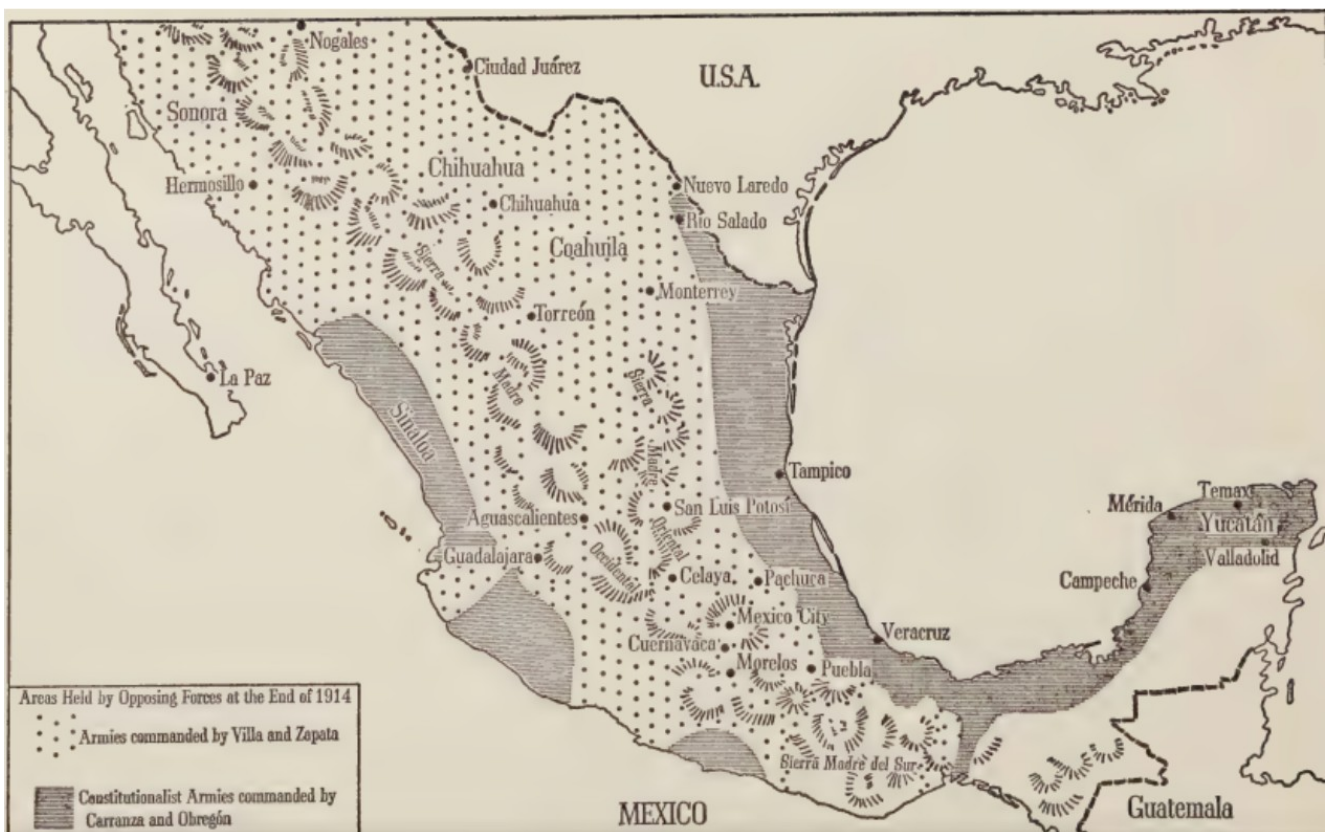 Nogales
Ciudad Juárez
U.S.A.
Sonora
Chihuahua
Hermosillo
Nuevo Laredo
Chihuahua
Río Salado
Coahuila
Sierra
Monterrey
Torreón
La Paz
Madre
Sierra
Sinaloa
Madre
Tampico
Temax
San Luis Potosí
Mérida
Aguascalientes
Yucatán
Oriental
Guadalajara
Occidental
Valladolid
Celaya
Pachuca
Campeche
Mexico City
Veracruz
Cuernavaca
Morelos
Puebla
Sierra Madre del Sur
MEXICO
Guatemala
Areas Held by Opposing Forces at the End of 1914
Armies commanded by Villa and Zapata
Constitutionalist Armies commanded by
Carranza and Obregón